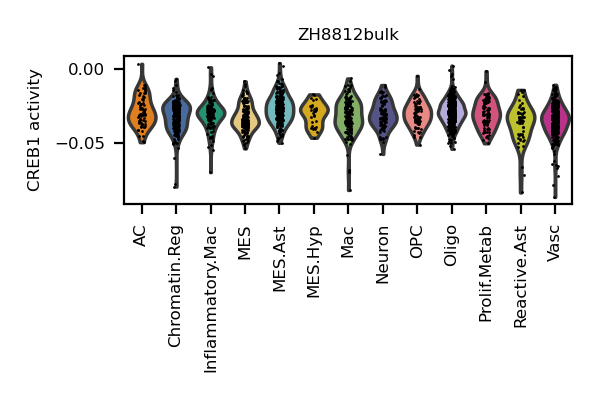 ZH8812bulk
CREB1 activity
0.00
−0.05
AC
Chromatin.Reg
Inflammatory.Mac
MES
MES.Ast
MES.Hyp
Mac
Neuron
OPC
Oligo
Prolif.Metab
Reactive.Ast
Vasc